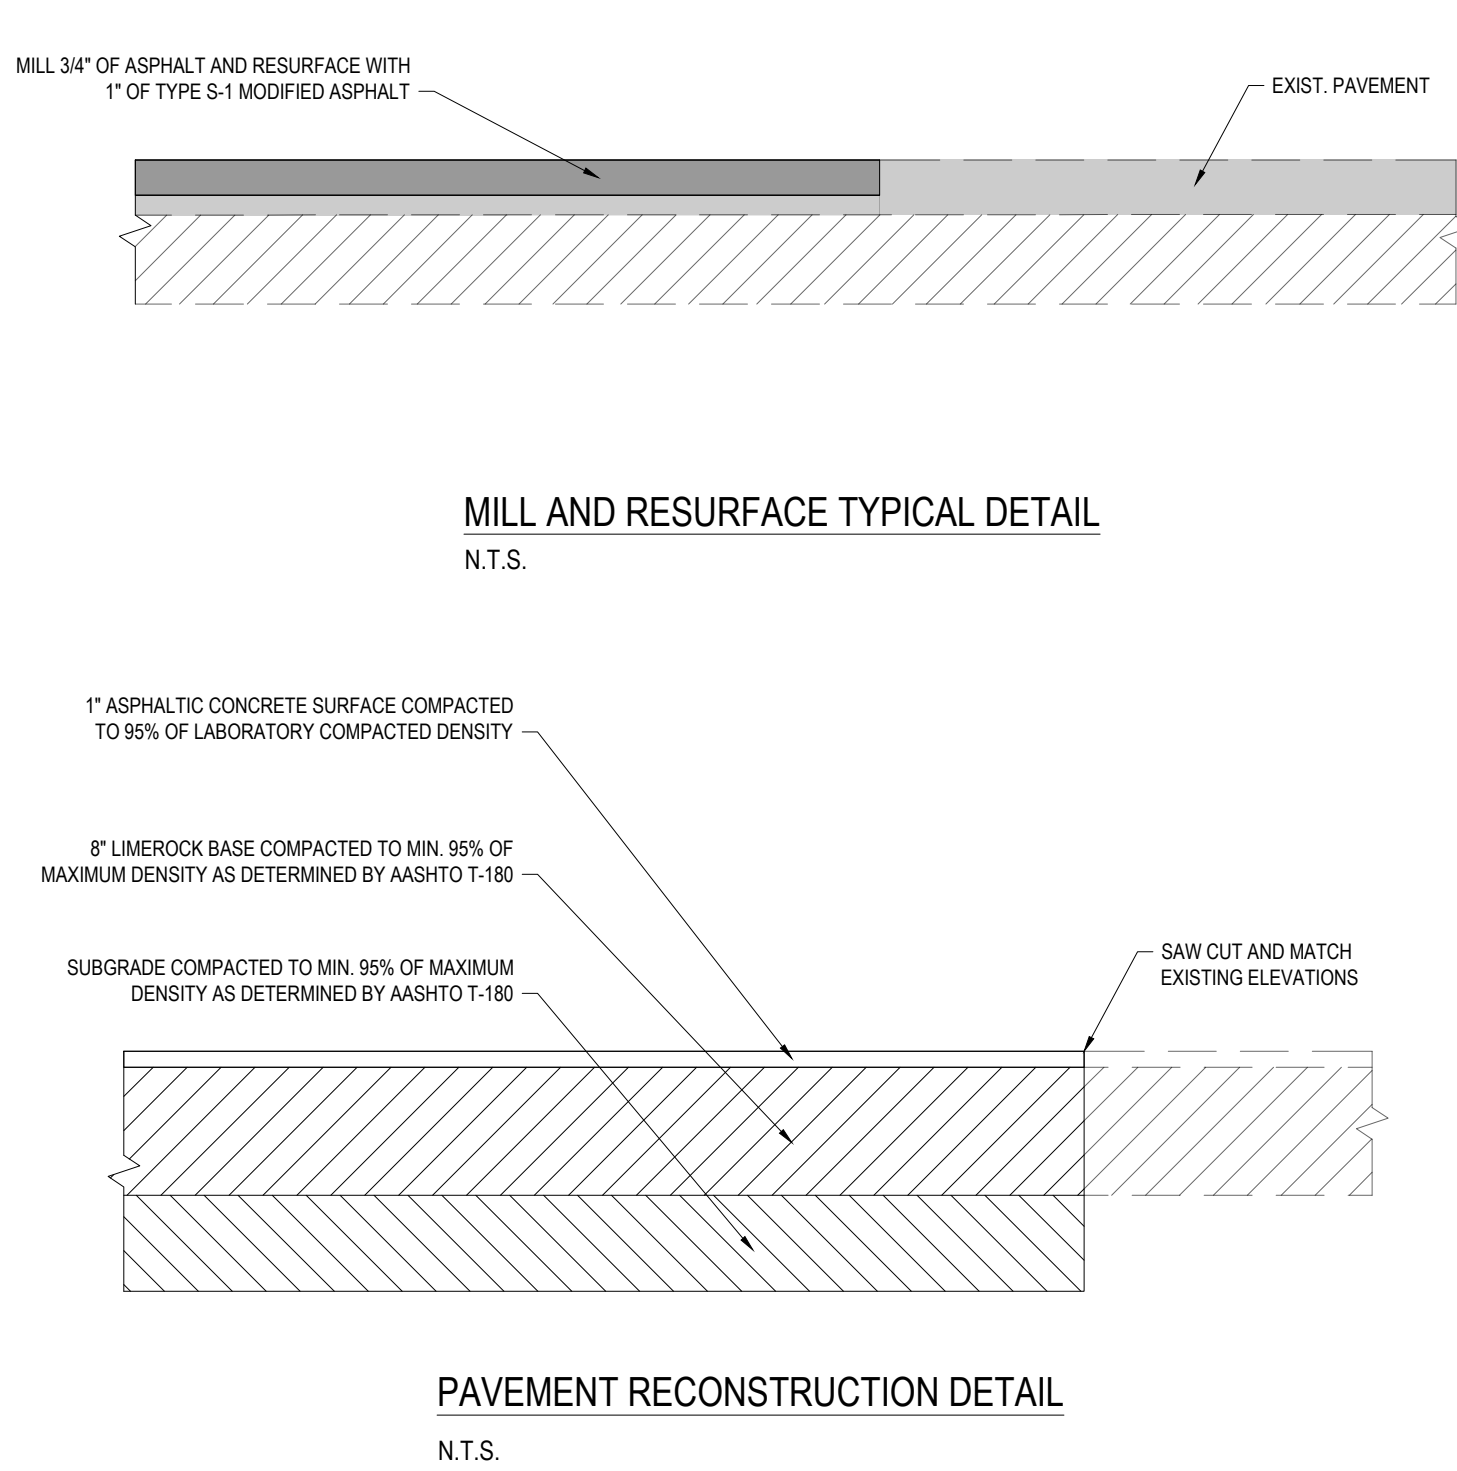 MILL 3/4" OF ASPHALT AND RESURFACE WITH
1" OF TYPE S-1 MODIFIED ASPHALT
EXIST. PAVEMENT
MILL AND RESURFACE TYPICAL DETAIL
N.T.S.
1" ASPHALTIC CONCRETE SURFACE COMPACTED
TO 95% OF LABORATORY COMPACTED DENSITY
8" LIMEROCK BASE COMPACTED TO MIN. 95% OF
MAXIMUM DENSITY AS DETERMINED BY AASHTO T-180
SUBGRADE COMPACTED TO MIN. 95% OF MAXIMUM
DENSITY AS DETERMINED BY AASHTO T-180
SAW CUT AND MATCH
EXISTING ELEVATIONS
PAVEMENT RECONSTRUCTION DETAIL
N.T.S.